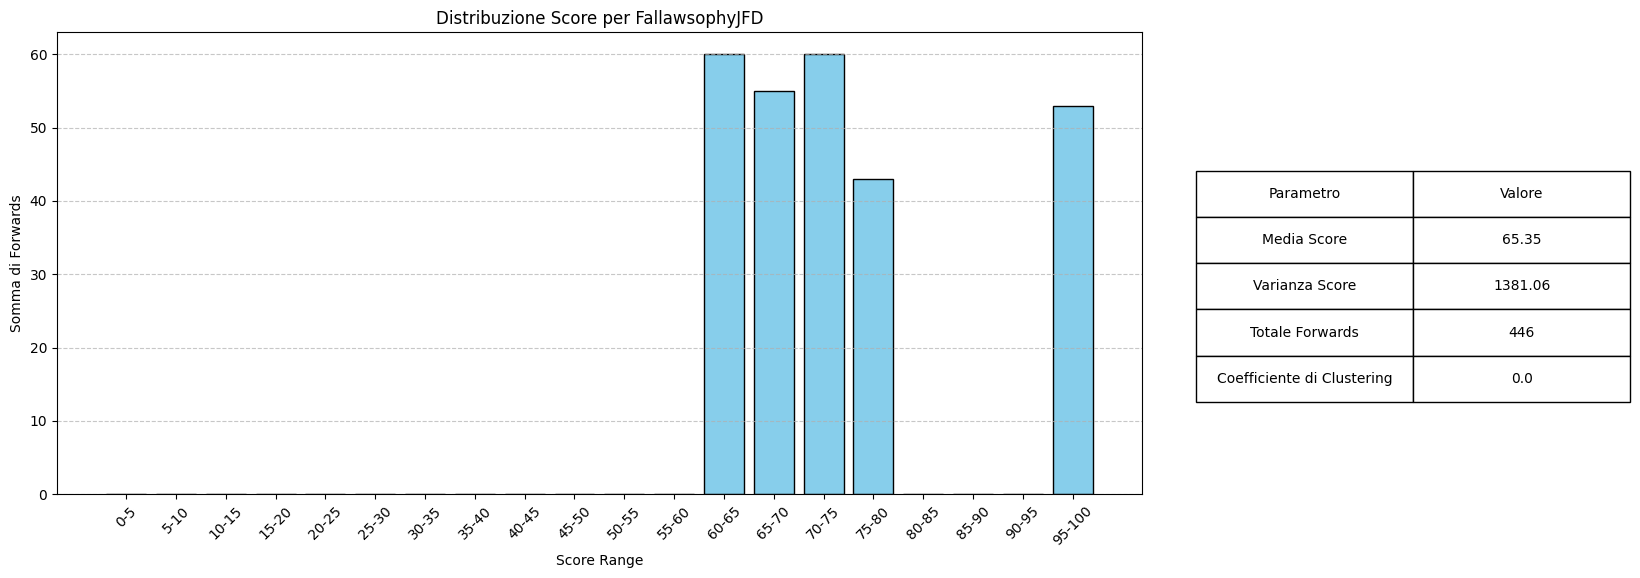 Distribuzione Score per FallawsophyJFD
Somma di Forwards
60
50
40
30
20
10
0
0-5 5-10 10-15 15-20 20-25 25-30 30-35 35-40 40-45 45-50 50-55 55-60 60-65 65-70 70-75 75-80 80-85 85-90 90-95 95-100
Score Range
Parametro Valore
Media Score 65.35
Varianza Score 1381.06
Totale Forwards 446
Coefficiente di Clustering 0.0